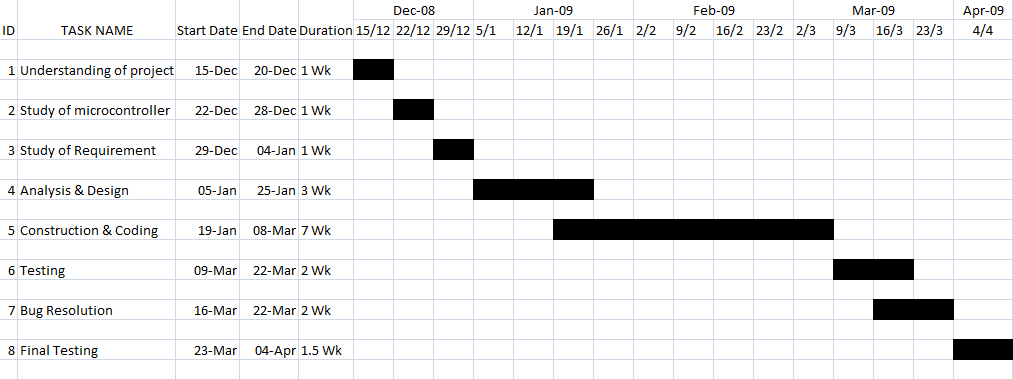 Dec-08 Jan-09 Feb-09 Mar-09 Apr-09
ID TASK NAME Start Date End Date Duration 15/12 22/12 29/12 5/1 12/1 19/1 26/1 2/2 9/2 16/2 23/2 2/3 9/3 16/3 23/3 4/4
1 Understanding of project 15-Dec 20-Dec 1 Wk
2 Study of microcontroller 22-Dec 28-Dec 1 Wk
3 Study of Requirement 29-Dec 04-Jan 1 Wk
4 Analysis & Design 05-Jan 25-Jan 3 Wk
5 Construction & Coding 19-Jan 08-Mar 7 Wk
6 Testing 09-Mar 22-Mar 2 Wk
7 Bug Resolution 16-Mar 22-Mar 2 Wk
8 Final Testing 23-Mar 04-Apr 1.5 Wk